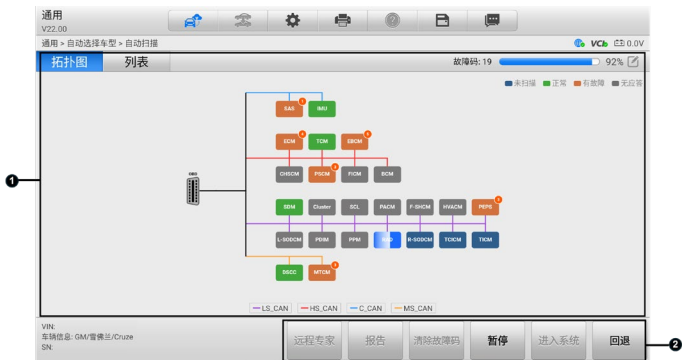 通用
V22.00
通用 > 自动选择车型 > 自动扫描
VCI 0.0V
拓扑图 列表 故障码: 19 92%
未扫描 正常 有故障 无应答
SAS IMU
ECM TCM EBCM
OBD
CHSCM PSCM FICM BCM
SDM Cluster SCL PACM F-SHCM HVACM PEPS
L-SODCM PDIM PPM R-SODCM TCICM TICM
DSCC MTCM
LS_CAN HS_CAN C_CAN MS_CAN
1
VIN:
车辆信息: GM/雪佛兰/Cruze
SN:
远程专家 报告 清除故障码 暂停 进入系统 回退
2